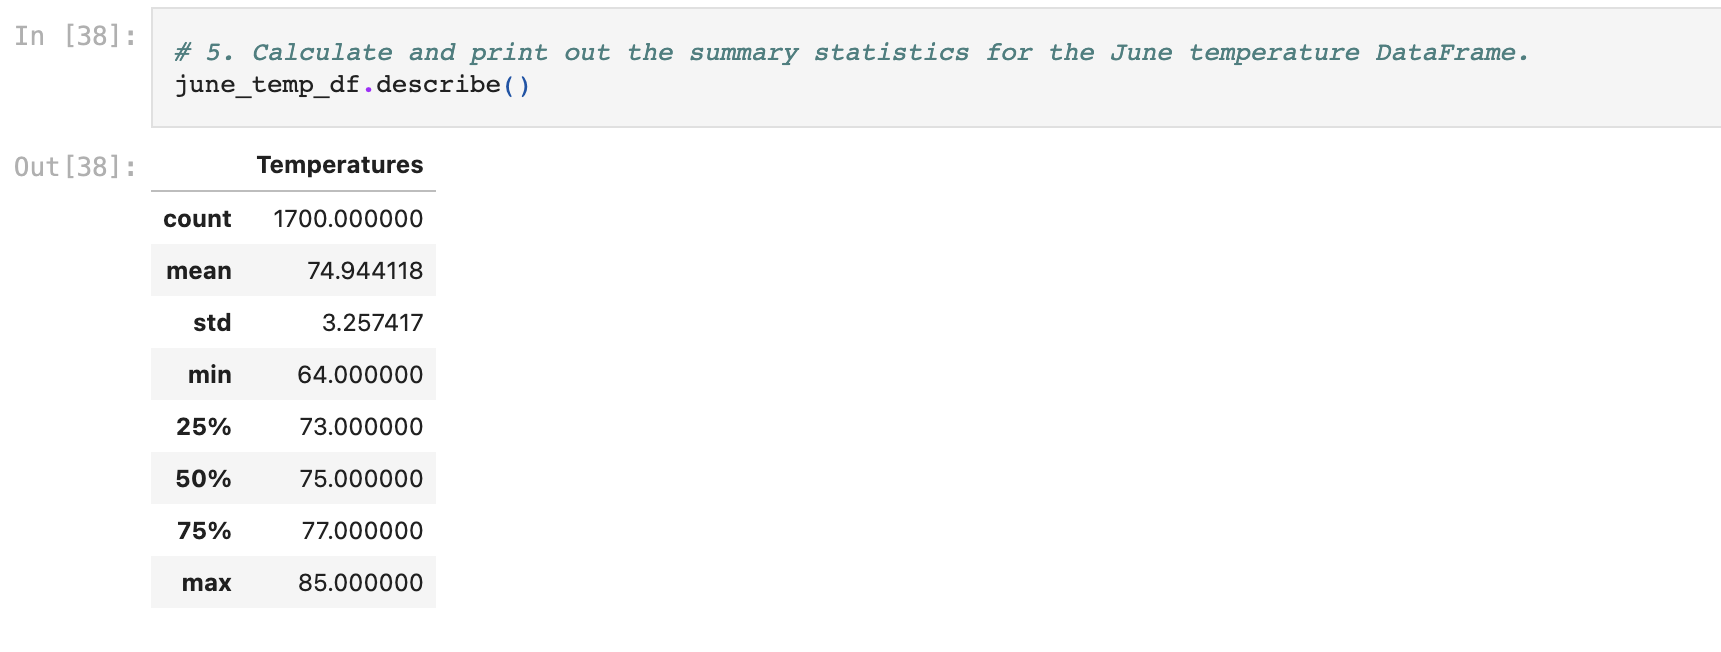 In [38]:
# 5. Calculate and print out the summary statistics for the June temperature DataFrame.
june_temp_df.describe()
Out[38]:
Temperatures
count 1700.000000
mean 74.944118
std 3.257417
min 64.000000
25% 73.000000
50% 75.000000
75% 77.000000
max 85.000000